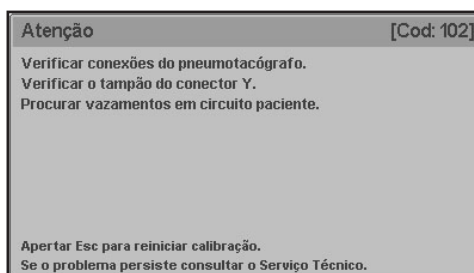 Atenção [Cod: 102]
Verificar conexões do pneumotacógrafo.
Verificar o tampão do conector Y.
Procurar vazamentos em circuito paciente.
Apertar Esc para reiniciar calibração.
Se o problema persiste consultar o Serviço Técnico.